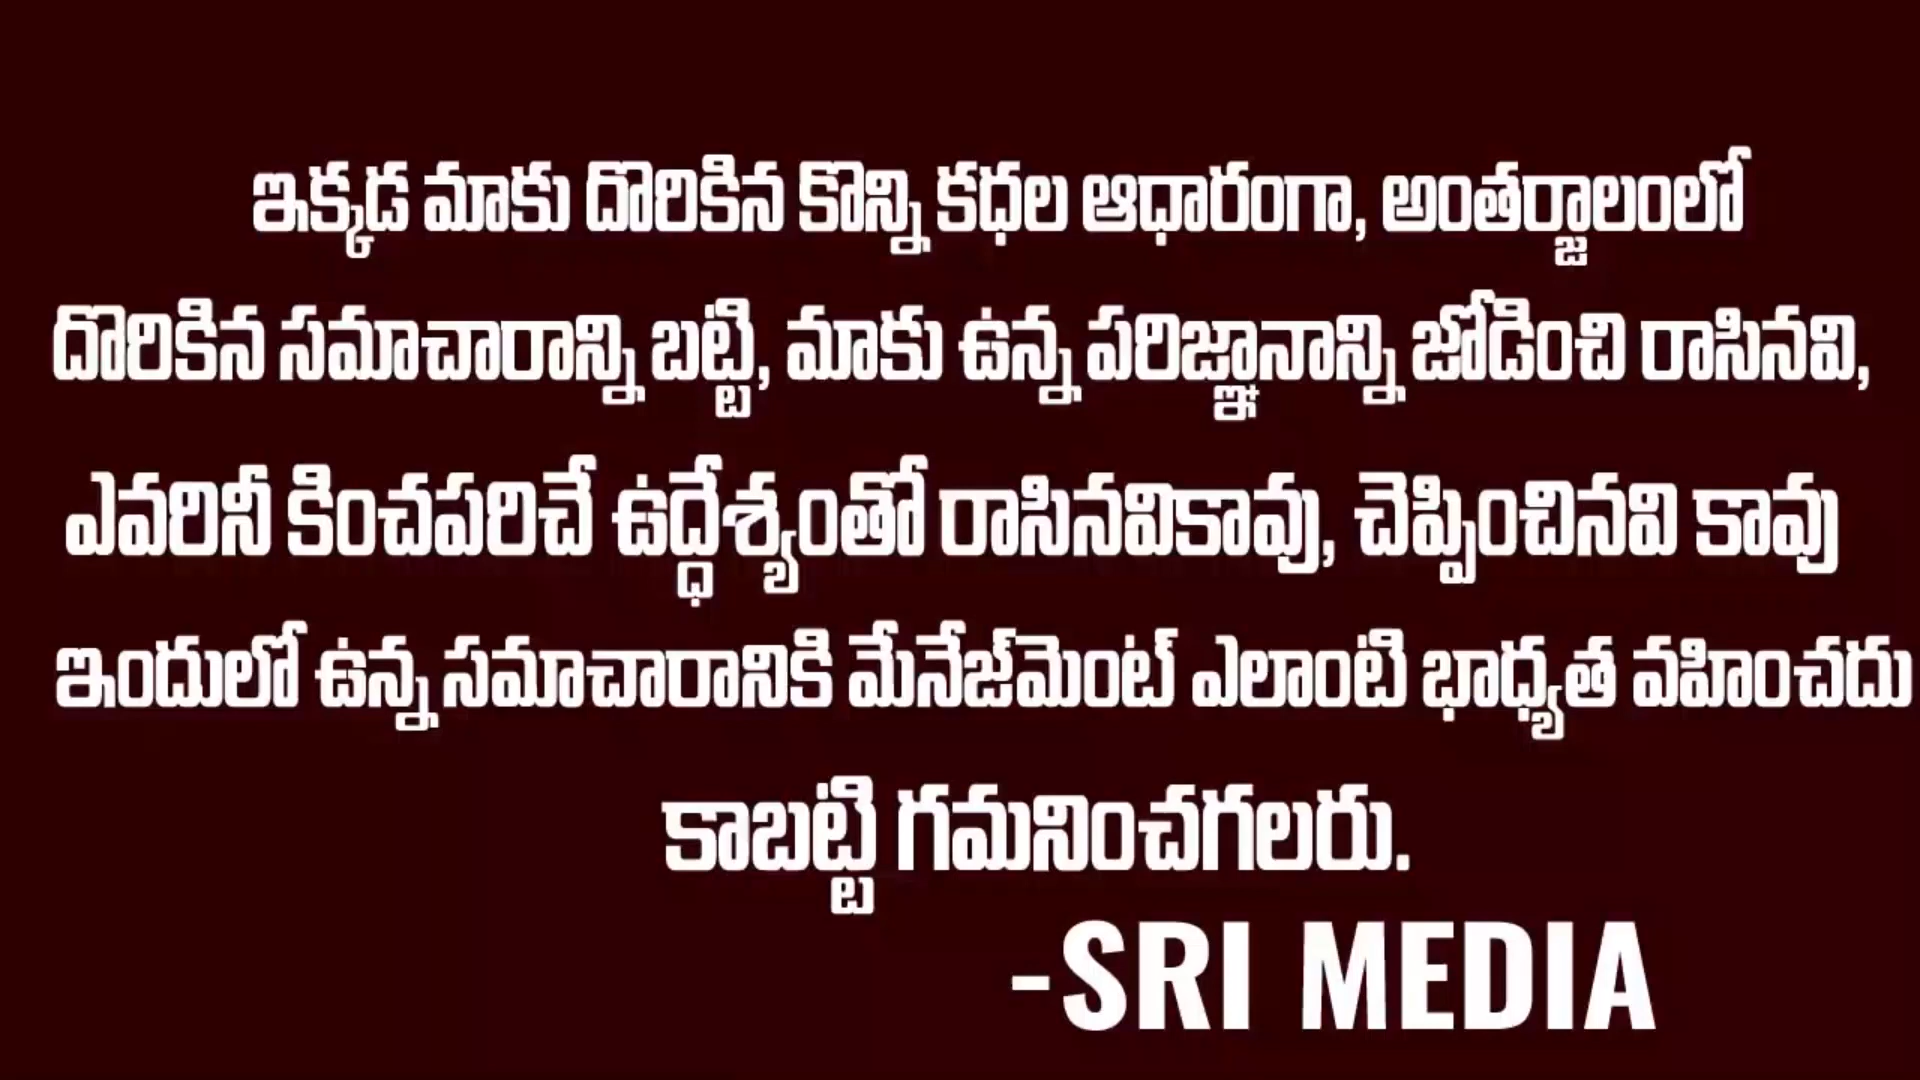 ఇక్కడ మాకు దొరికిన కొన్ని కధల ఆధారంగా, అంతర్జాలంలో
దొరికిన సమాచారాన్ని బట్టి, మాకు ఉన్న పరిజ్ఞానాన్ని జోడించి రాసినవి,
ఎవరినీ కించపరిచే ఉద్ధేశ్యంతో రాసినవికావు, చెప్పించినవి కావు
ఇందులో ఉన్న సమాచారానికి మేనేజ్‌మెంట్ ఎలాంటి భాధ్యత వహించదు
కాబట్టి గమనించగలరు.
-SRI MEDIA